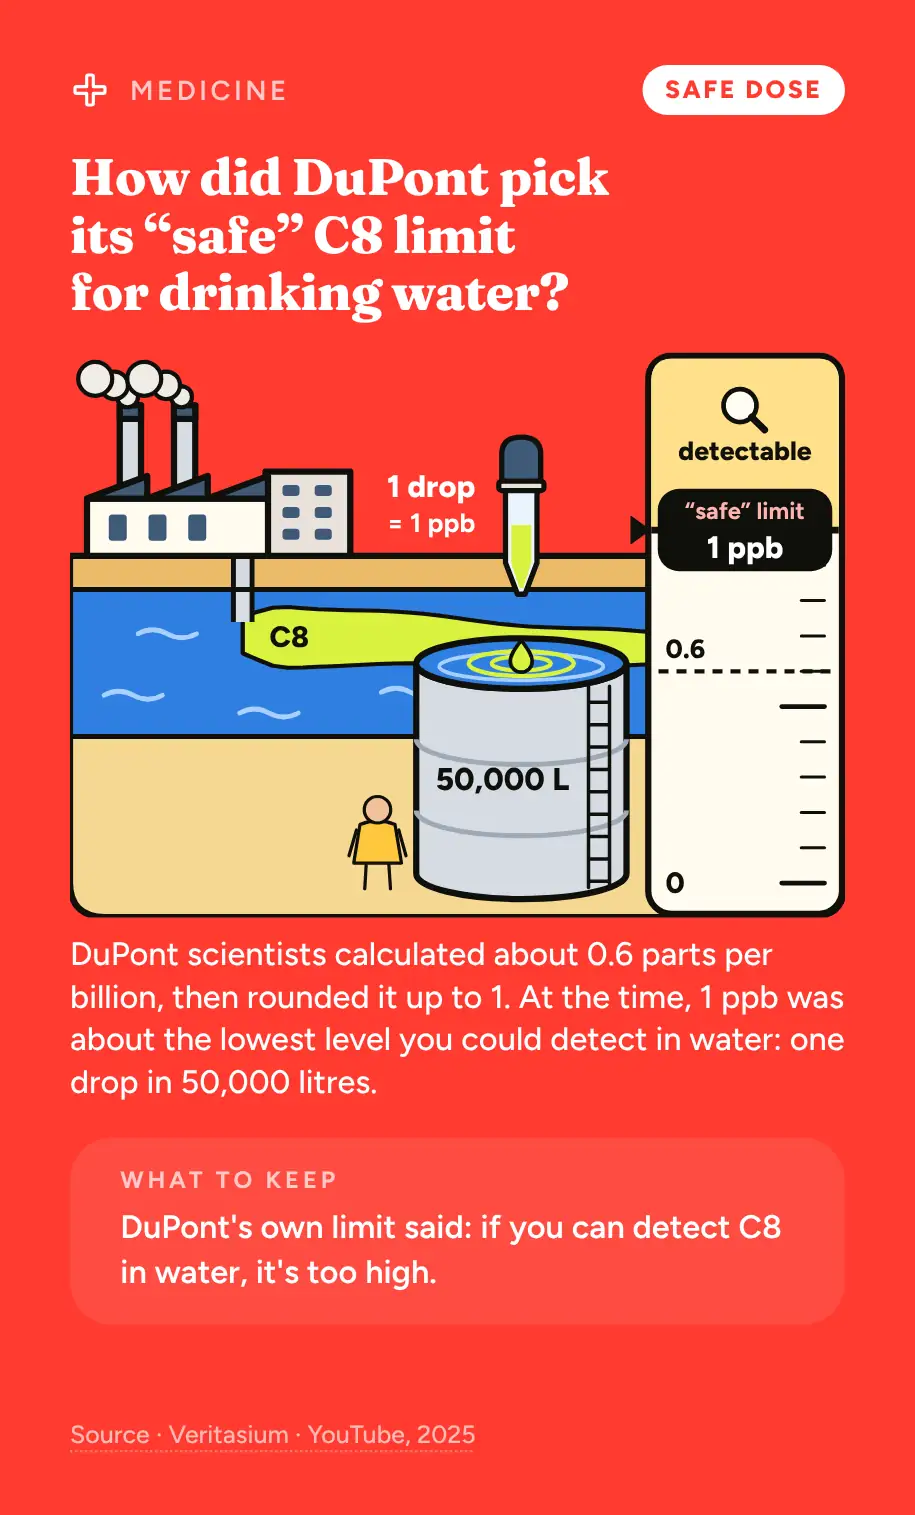 MEDICINE
SAFE DOSE
How did DuPont pick
its “safe” C8 limit
for drinking water?
detectable
“safe” limit
1 ppb
1 drop
= 1 ppb
C8
0.6
50,000 L
0
DuPont scientists calculated about 0.6 parts per
billion, then rounded it up to 1. At the time, 1 ppb was
about the lowest level you could detect in water: one
drop in 50,000 litres.
WHAT TO KEEP
DuPont's own limit said: if you can detect C8
in water, it's too high.
Source · Veritasium · YouTube, 2025